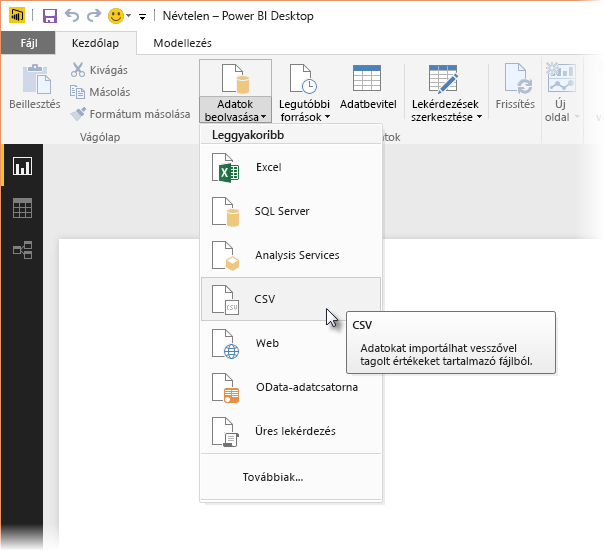 Névtelen – Power BI Desktop
Fájl
Kezdőlap
Modellezés
Beillesztés
Kivágás
Másolás
Formátum másolása
Vágólap
Adatok
beolvasása
Legutóbbi
források
Adatbevitel
Lekérdezések
szerkesztése
Frissítés
Új
oldal
Leggyakoribb
Excel
SQL Server
Analysis Services
CSV
Web
OData-adatcsatorna
Üres lekérdezés
Továbbiak...
CSV
Adatokat importálhat vesszővel
tagolt értékeket tartalmazó fájlból.